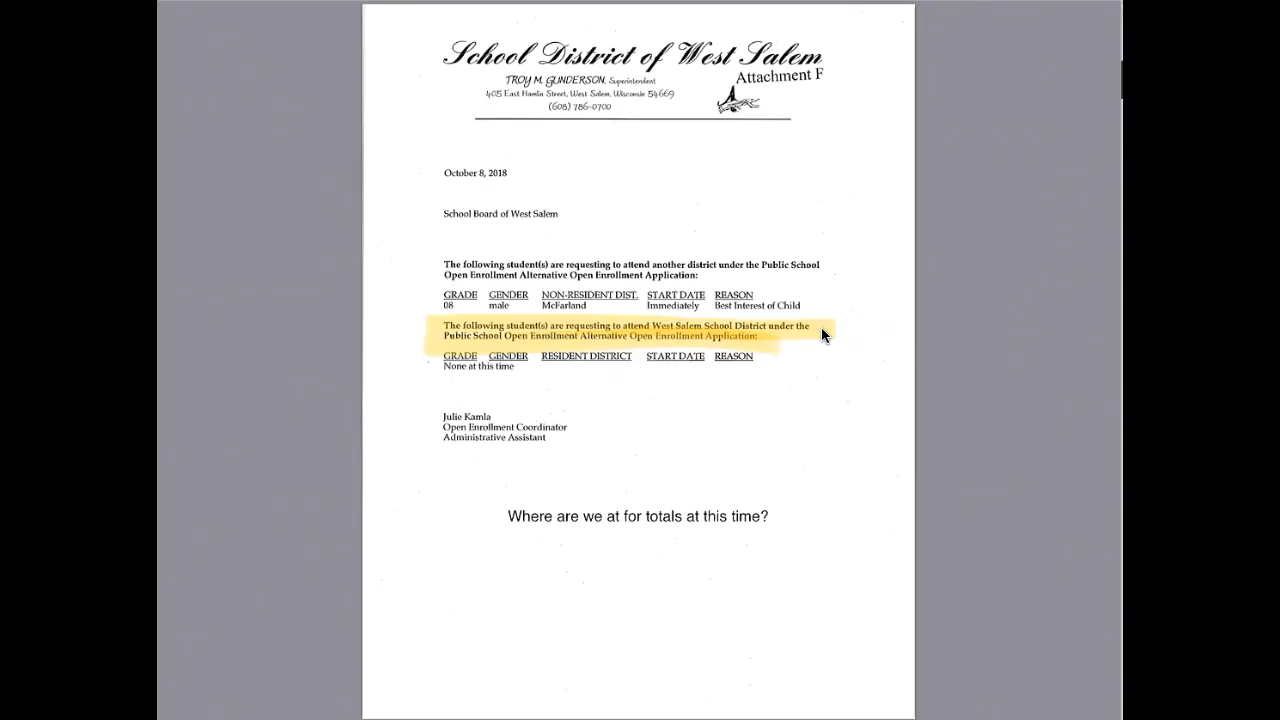 School District of West Salem
TROY M. GUNDERSON, Superintendent
Attachment F
405 East Hamlin Street, West Salem, Wisconsin 54669
(608) 786-0700
October 8, 2018
School Board of West Salem
The following student(s) are requesting to attend another district under the Public School
Open Enrollment Alternative Open Enrollment Application:
GRADE GENDER NON-RESIDENT DIST. START DATE REASON
08 male McFarland Immediately Best Interest of Child
The following student(s) are requesting to attend West Salem School District under the
Public School Open Enrollment Alternative Open Enrollment Application:
GRADE GENDER RESIDENT DISTRICT START DATE REASON
None at this time
Julie Kamla
Open Enrollment Coordinator
Administrative Assistant
Where are we at for totals at this time?